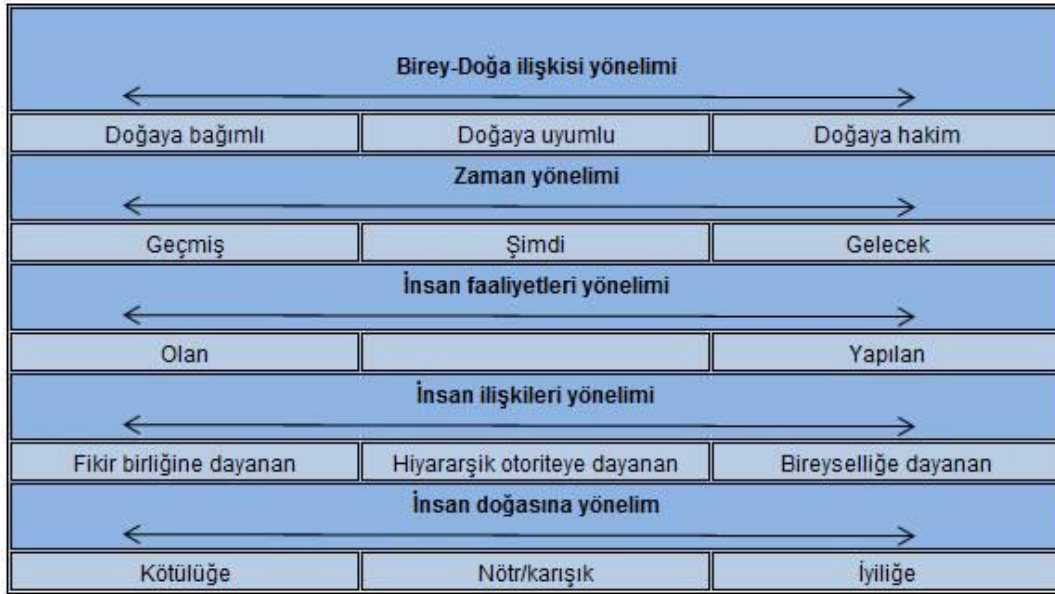 Birey-Doğa ilişkisi yönelimi
Doğaya bağımlı Doğaya uyumlu Doğaya hakim
Zaman yönelimi
Geçmiş Şimdi Gelecek
İnsan faaliyetleri yönelimi
Olan Yapılan
İnsan ilişkileri yönelimi
Fikir birliğine dayanan Hiyararşik otoriteye dayanan Bireyselliğe dayanan
İnsan doğasına yönelim
Kötülüğe Nötr/karışık İyiliğe